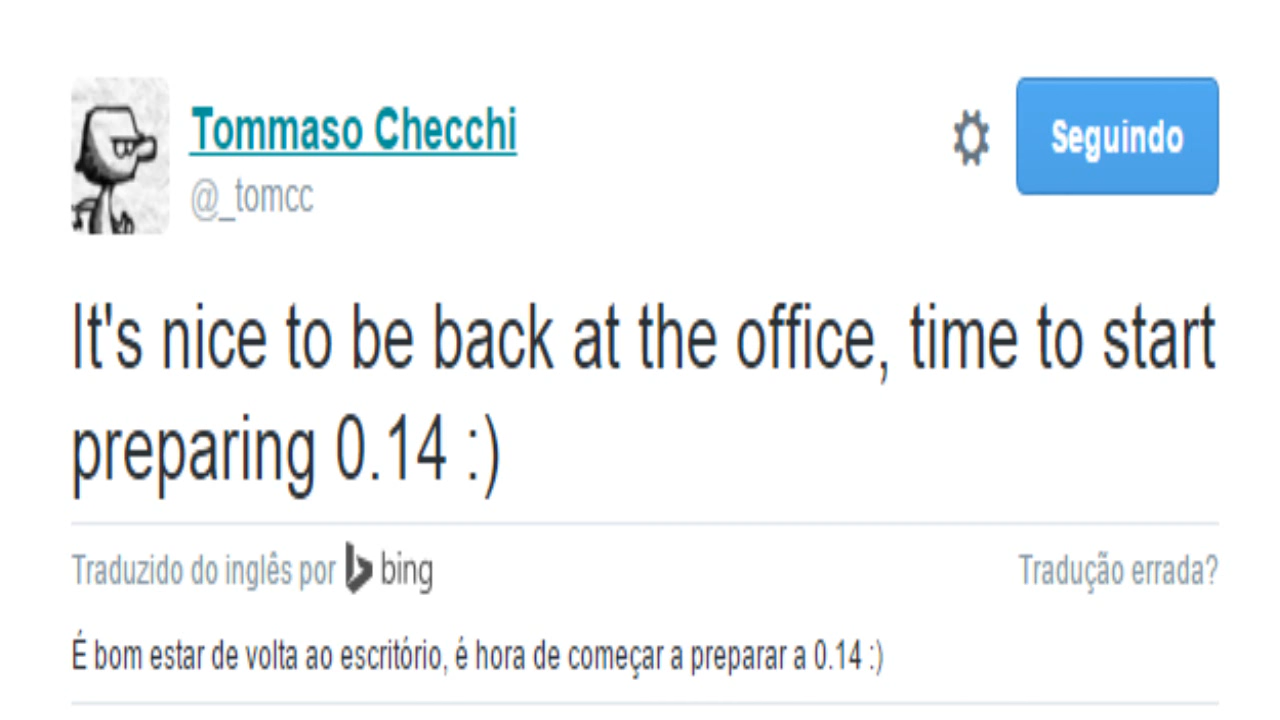 Tommaso Checchi
Seguindo
@_tomcc
It's nice to be back at the office, time to start
preparing 0.14 :)
Traduzido do inglês por bing
Tradução errada?
É bom estar de volta ao escritório, é hora de começar a preparar a 0.14 :)